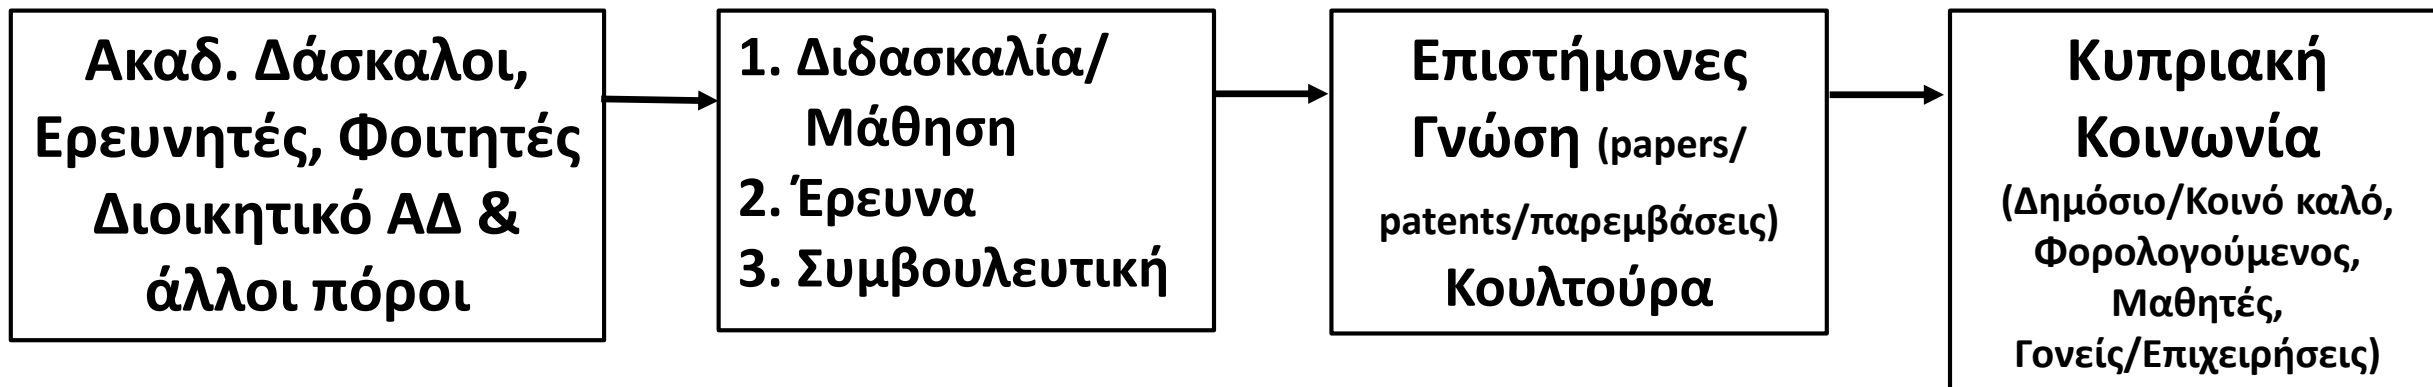 Ακαδ. Δάσκαλοι,
Ερευνητές, Φοιτητές
Διοικητικό ΑΔ &
άλλοι πόροι
1. Διδασκαλία/
Μάθηση
2. Έρευνα
3. Συμβουλευτική
Επιστήμονες
Γνώση (papers/
patents/παρεμβάσεις)
Κουλτούρα
Κυπριακή
Κοινωνία
(Δημόσιο/Κοινό καλό,
Φορολογούμενος,
Μαθητές,
Γονείς/Επιχειρήσεις)